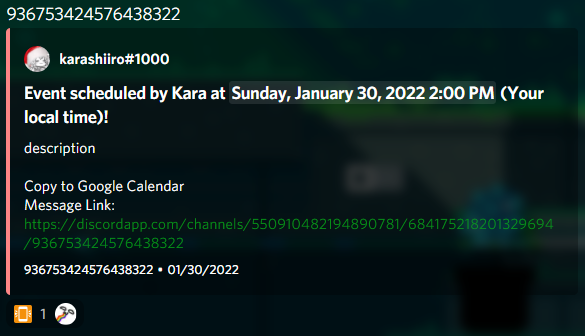 936753424576438322
karashiiro#1000
Event scheduled by Kara at Sunday, January 30, 2022 2:00 PM (Your
local time)!
description
Copy to Google Calendar
Message Link:
https://discordapp.com/channels/550910482194890781/684175218201329694
/936753424576438322
936753424576438322 • 01/30/2022
1